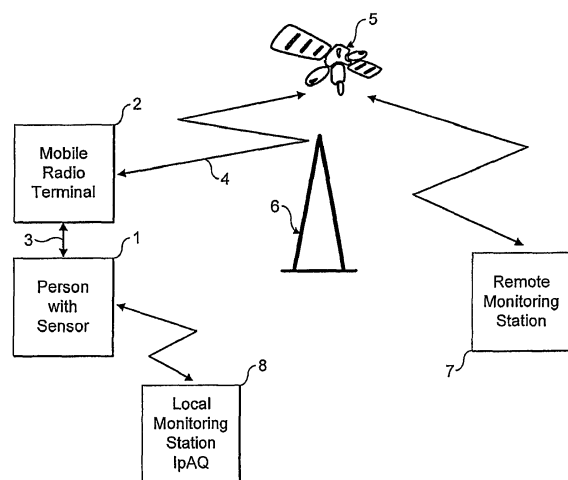 5
2
Mobile
Radio
Terminal
4
3
1
6
Person
with
Sensor
Remote
Monitoring
Station
7
8
Local
Monitoring
Station
IpAQ